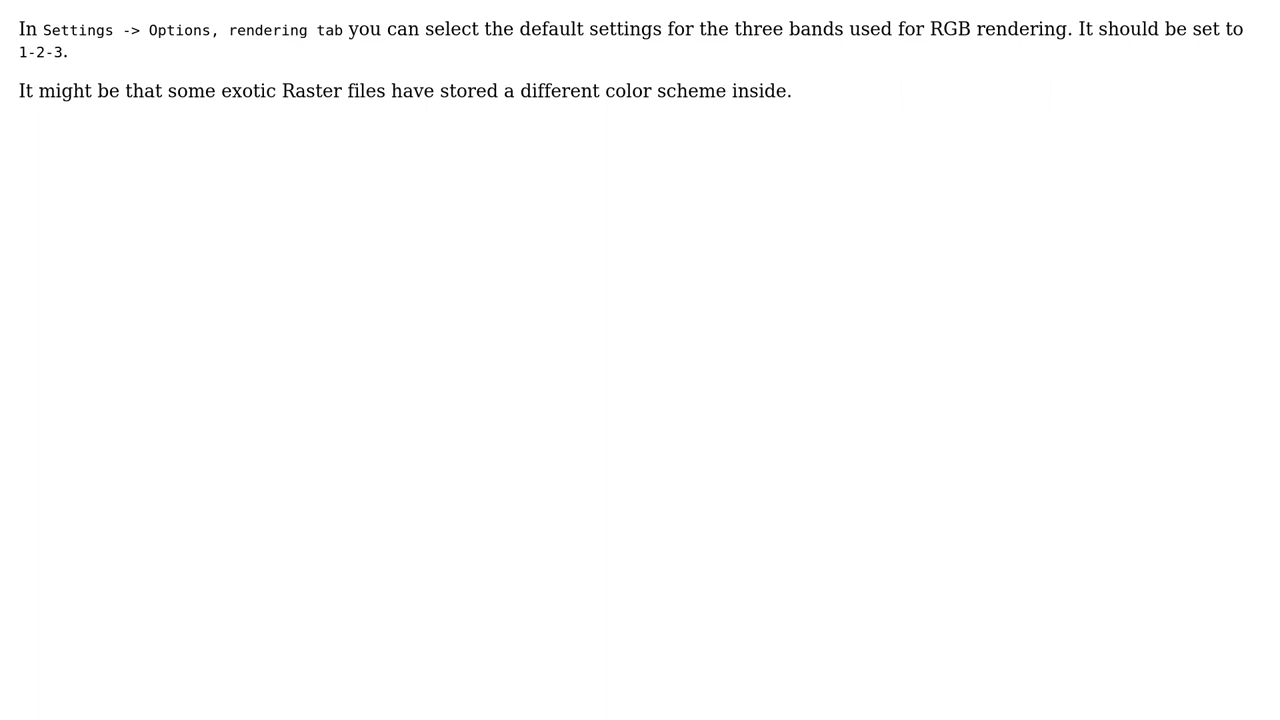 In Settings -> Options, rendering tab you can select the default settings for the three bands used for RGB rendering. It should be set to
1-2-3.
It might be that some exotic Raster files have stored a different color scheme inside.